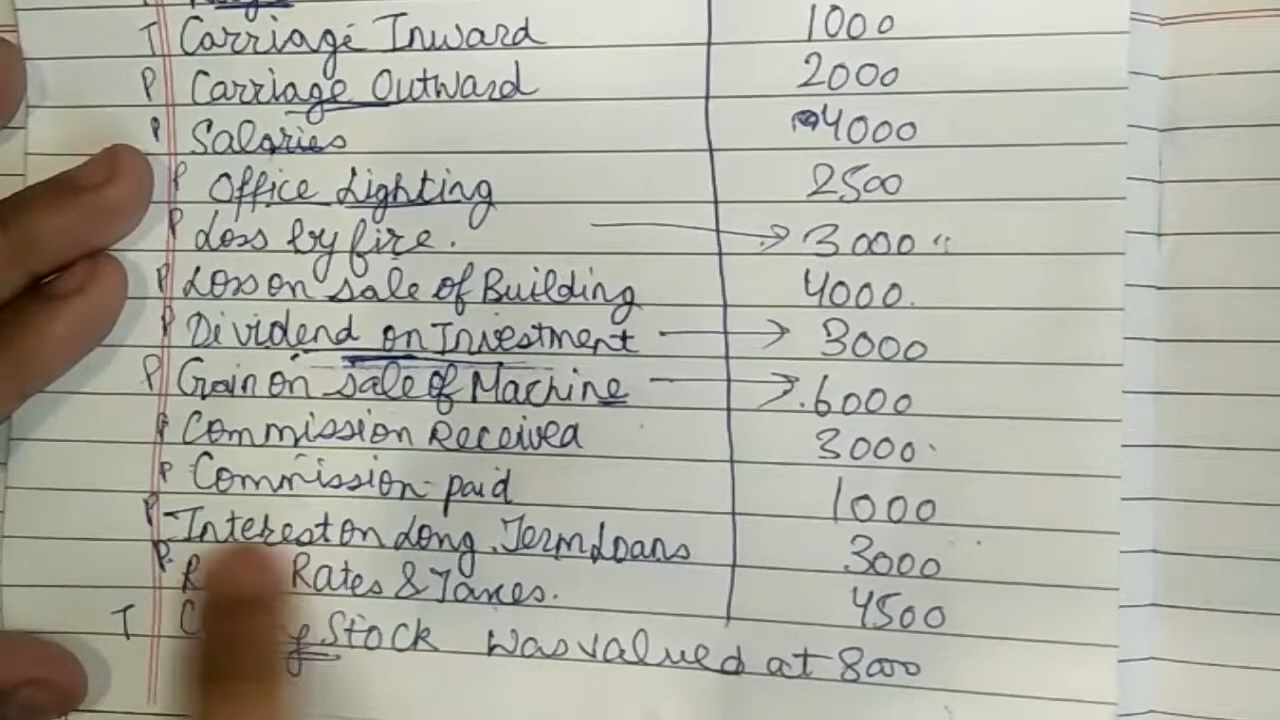 T Carriage Inward 1000
P Carriage Outward 2000
P Salaries 4000
P Office Lighting 2500
P Loss by fire. 3000
P Loss on sale of Building 4000.
P Dividend on Investment 3000
P Gain on sale of Machine 6000
P Commission Received 3000
P Commission paid 1000
P Interest on Long Term Loans 3000
P R Rates & Taxes. 4500
T C Stock was valued at 8000